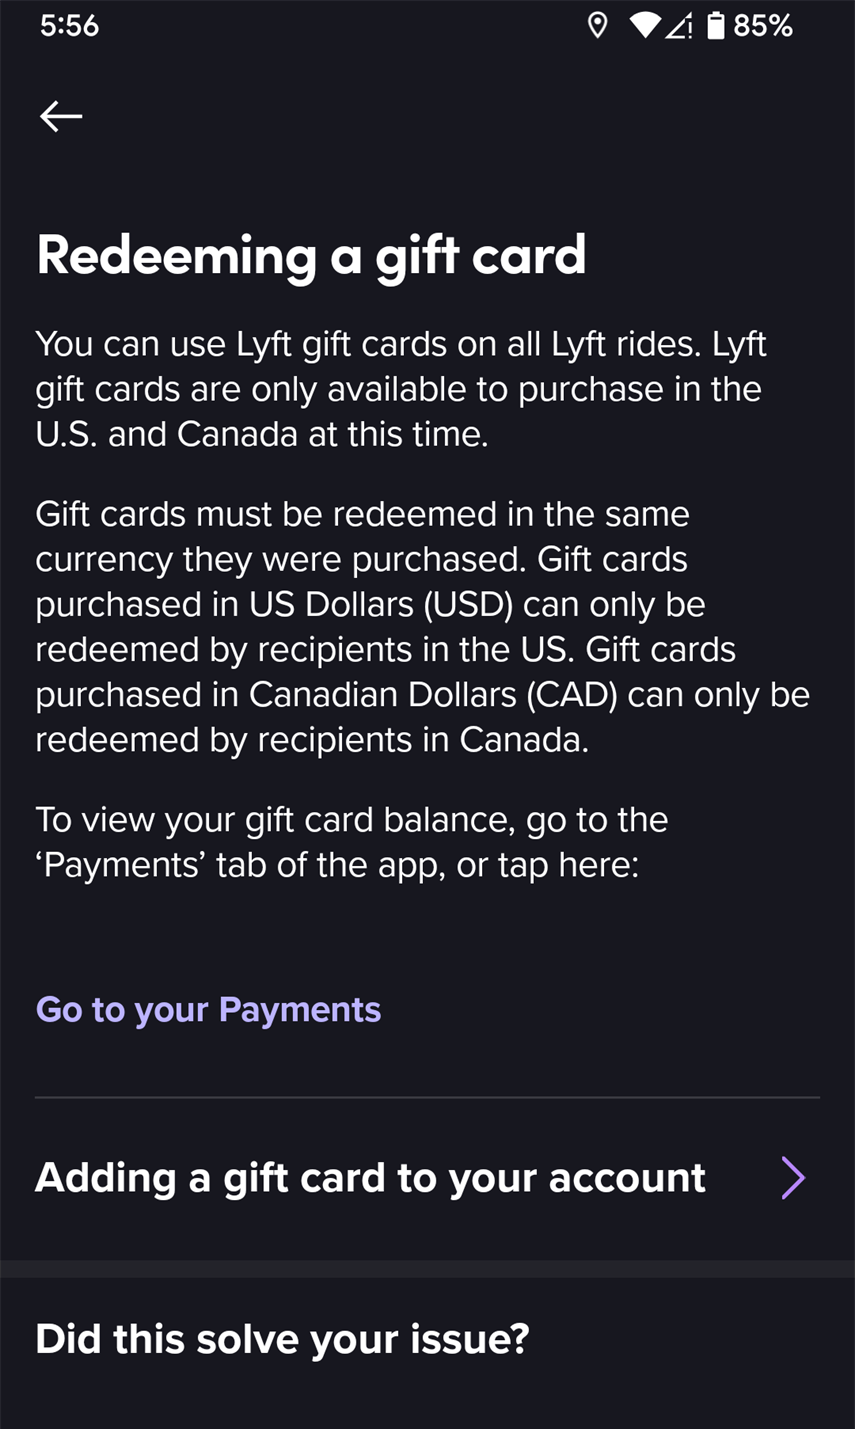 5:56
85%
Redeeming a gift card
You can use Lyft gift cards on all Lyft rides. Lyft
gift cards are only available to purchase in the
U.S. and Canada at this time.
Gift cards must be redeemed in the same
currency they were purchased. Gift cards
purchased in US Dollars (USD) can only be
redeemed by recipients in the US. Gift cards
purchased in Canadian Dollars (CAD) can only be
redeemed by recipients in Canada.
To view your gift card balance, go to the
‘Payments’ tab of the app, or tap here:
Go to your Payments
Adding a gift card to your account
Did this solve your issue?